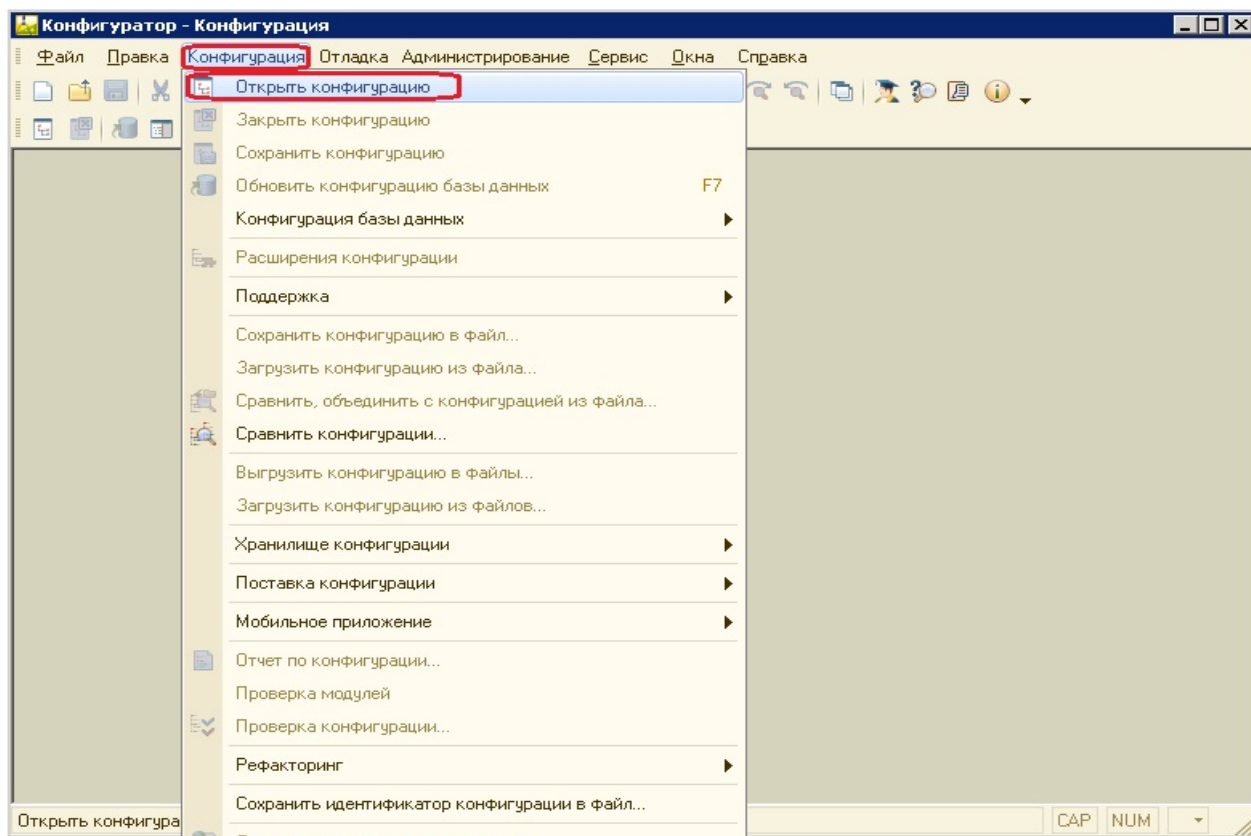 Конфигуратор - Конфигурация
Файл Правка Конфигурация Отладка Администрирование Сервис Окна Справка
Открыть конфигурацию
Закрыть конфигурацию
Сохранить конфигурацию
Обновить конфигурацию базы данных F7
Конфигурация базы данных
Расширения конфигурации
Поддержка
Сохранить конфигурацию в файл...
Загрузить конфигурацию из файла...
Сравнить, объединить с конфигурацией из файла...
Сравнить конфигурации...
Выгрузить конфигурацию в файлы...
Загрузить конфигурацию из файлов...
Хранилище конфигурации
Поставка конфигурации
Мобильное приложение
Отчет по конфигурации...
Проверка модулей
Проверка конфигурации...
Рефакторинг
Сохранить идентификатор конфигурации в файл...
Открыть конфигура CAP NUM